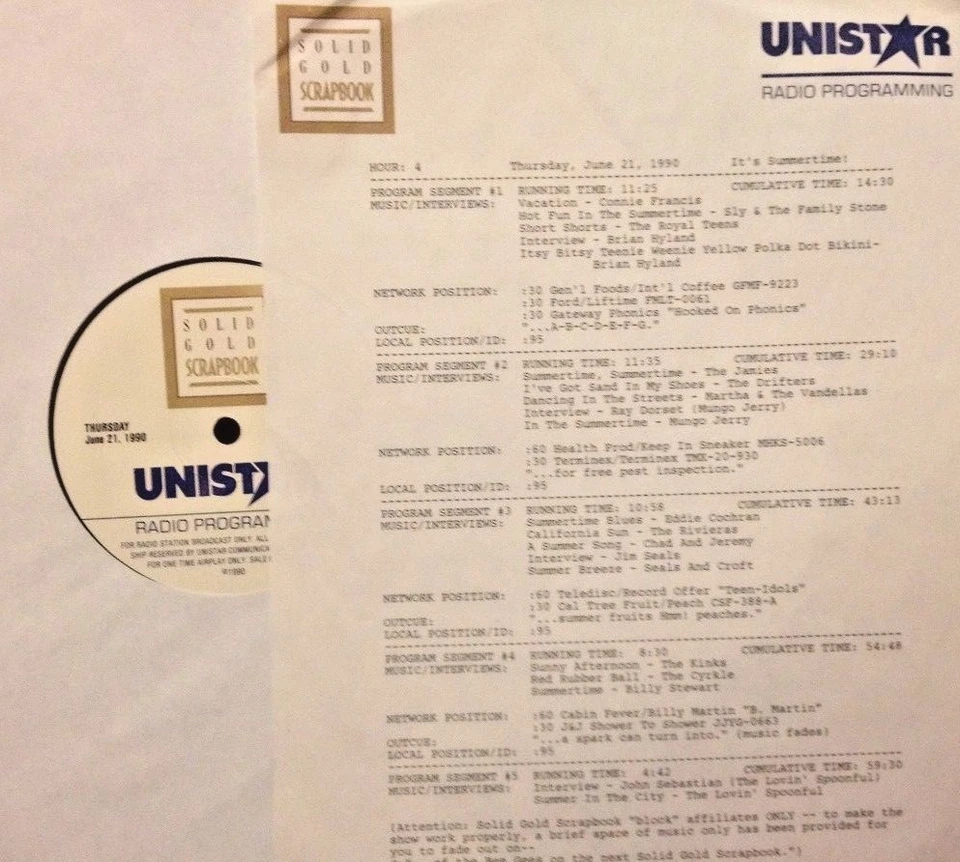 SOLID
GOLD
SCRAPBOOK
UNISTAR
RADIO PROGRAMMING
HOUR: 4 Thursday, June 21, 1990 It's Summertime!
PROGRAM SEGMENT #1 RUNNING TIME: 11:25 CUMULATIVE TIME: 14:30
MUSIC/INTERVIEWS: Vacation - Connie Francis
Hot Fun In The Summertime - Sly & The Family Stone
Short Shorts - The Royal Teens
Interview - Brian Hyland
Itsy Bitsy Teenie Weenie Yellow Polka Dot Bikini-
Brian Hyland
NETWORK POSITION: :30 Gen'l Foods/Int'l Coffee GFMF-9223
:30 Ford/Liftime FMLT-0061
:30 Gateway Phonics "Hooked On Phonics"
OUTCUE: "...A-B-C-D-E-F-G."
LOCAL POSITION/ID: :95
PROGRAM SEGMENT #2 RUNNING TIME: 11:35 CUMULATIVE TIME: 29:10
MUSIC/INTERVIEWS: Summertime, Summertime - The Jamies
I've Got Sand In My Shoes - The Drifters
Dancing In The Streets - Martha & The Vandellas
Interview - Ray Dorset (Mungo Jerry)
In The Summertime - Mungo Jerry
NETWORK POSITION: :60 Health Prod/Keep In Sneaker MHKS-5006
:30 Terminex/Terminex TMX-20-930
"...for free pest inspection."
LOCAL POSITION/ID: :95
PROGRAM SEGMENT #3 RUNNING TIME: 10:58 CUMULATIVE TIME: 43:13
MUSIC/INTERVIEWS: Summertime Blues - Eddie Cochran
California Sun - The Rivieras
A Summer Song - Chad And Jeremy
Interview - Jim Seals
Summer Breeze - Seals And Croft
NETWORK POSITION: :60 Teledisc/Record Offer "Teen-Idols"
:30 Cal Tree Fruit/Peach CSF-388-A
OUTCUE: "...summer fruits Hmm! peaches."
LOCAL POSITION/ID: :95
PROGRAM SEGMENT #4 RUNNING TIME: 8:30 CUMULATIVE TIME: 54:48
MUSIC/INTERVIEWS: Sunny Afternoon - The Kinks
Red Rubber Ball - The Cyrkle
Summertime - Billy Stewart
NETWORK POSITION: :60 Cabin Fever/Billy Martin "B. Martin"
:30 J&J Shower To Shower JJYG-0663
OUTCUE: "...a spark can turn into." (music fades)
LOCAL POSITION/ID: :95
PROGRAM SEGMENT #5 RUNNING TIME: 4:42 CUMULATIVE TIME: 59:30
MUSIC/INTERVIEWS: Interview - John Sebastian (The Lovin' Spoonful)
Summer In The City - The Lovin' Spoonful
(Attention: Solid Gold Scrapbook "block" affiliates ONLY -- to make the
show work properly, a brief space of music only has been provided for
you to fade out on--
of the Bee Gees on the next Solid Gold Scrapbook.")
SOLID
GOLD
SCRAPBOOK
THURSDAY
June 21, 1990
UNIST
RADIO PROGRAM
FOR RADIO STATION BROADCAST ONLY. ALL
SHIP RESERVED BY UNISTAR COMMUNICA
FOR ONE TIME AIRPLAY ONLY. SALE
©1990